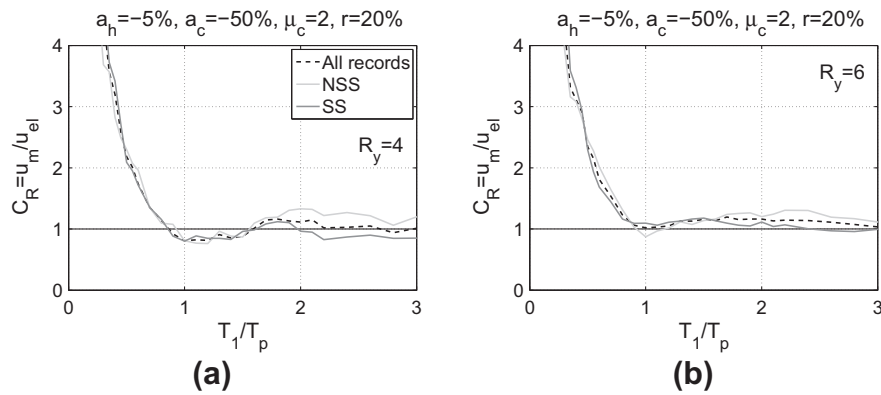 a_h=−5%, a_c=−50%, μ_c=2, r=20%
4
3
2
1
0
C_R=u_m/u_el
All records
NSS
SS
R_y=4
0
1
2
3
T_1/T_p
(a)
a_h=−5%, a_c=−50%, μ_c=2, r=20%
4
3
2
1
0
C_R=u_m/u_el
R_y=6
0
1
2
3
T_1/T_p
(b)